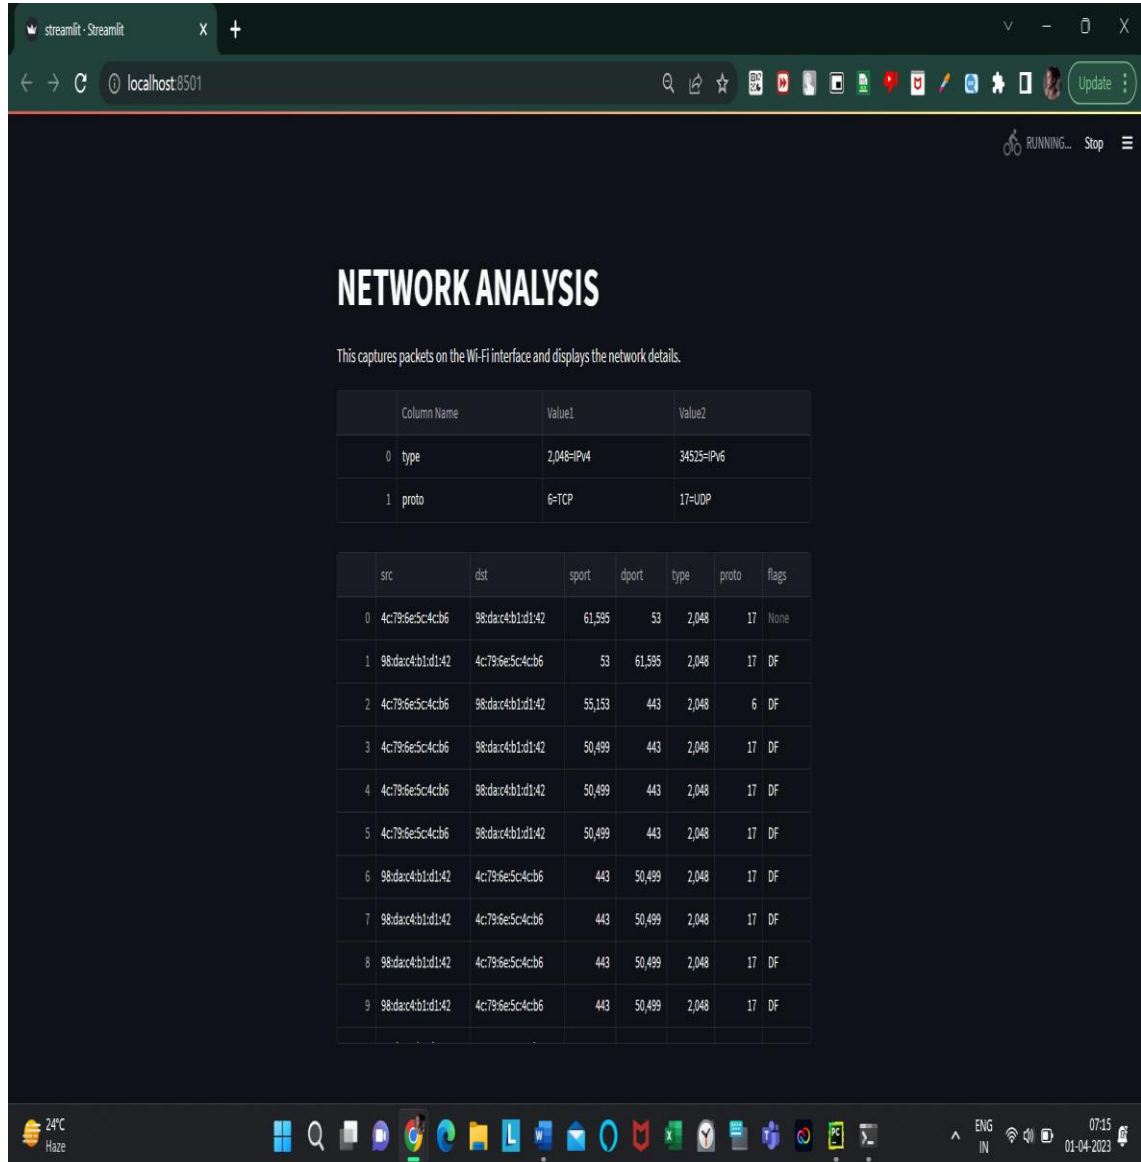 streamlit · Streamlit
localhost:8501
Update
RUNNING... Stop
NETWORK ANALYSIS
This captures packets on the Wi-Fi interface and displays the network details.
Column Name Value1 Value2
0 type 2,048=IPv4 34525=IPv6
1 proto 6=TCP 17=UDP
src dst sport dport type proto flags
0 4c:79:6e:5c:4c:b6 98:da:c4:b1:d1:42 61,595 53 2,048 17 None
1 98:da:c4:b1:d1:42 4c:79:6e:5c:4c:b6 53 61,595 2,048 17 DF
2 4c:79:6e:5c:4c:b6 98:da:c4:b1:d1:42 55,153 443 2,048 6 DF
3 4c:79:6e:5c:4c:b6 98:da:c4:b1:d1:42 50,499 443 2,048 17 DF
4 4c:79:6e:5c:4c:b6 98:da:c4:b1:d1:42 50,499 443 2,048 17 DF
5 4c:79:6e:5c:4c:b6 98:da:c4:b1:d1:42 50,499 443 2,048 17 DF
6 98:da:c4:b1:d1:42 4c:79:6e:5c:4c:b6 443 50,499 2,048 17 DF
7 98:da:c4:b1:d1:42 4c:79:6e:5c:4c:b6 443 50,499 2,048 17 DF
8 98:da:c4:b1:d1:42 4c:79:6e:5c:4c:b6 443 50,499 2,048 17 DF
9 98:da:c4:b1:d1:42 4c:79:6e:5c:4c:b6 443 50,499 2,048 17 DF
24°C
Haze
ENG
IN
07:15
01-04-2023